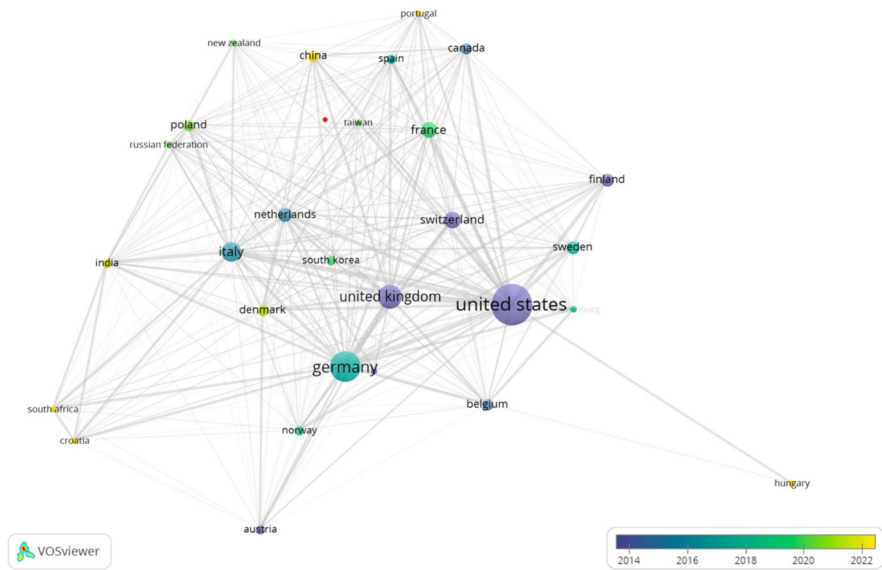 portugal
new zealand
canada
china
spain
taiwan
poland
france
russian federation
finland
netherlands
switzerland
sweden
italy
south korea
india
united kingdom
united states
denmark
germany
belgium
south africa
norway
croatia
hungary
austria
VOSviewer
2014 2016 2018 2020 2022